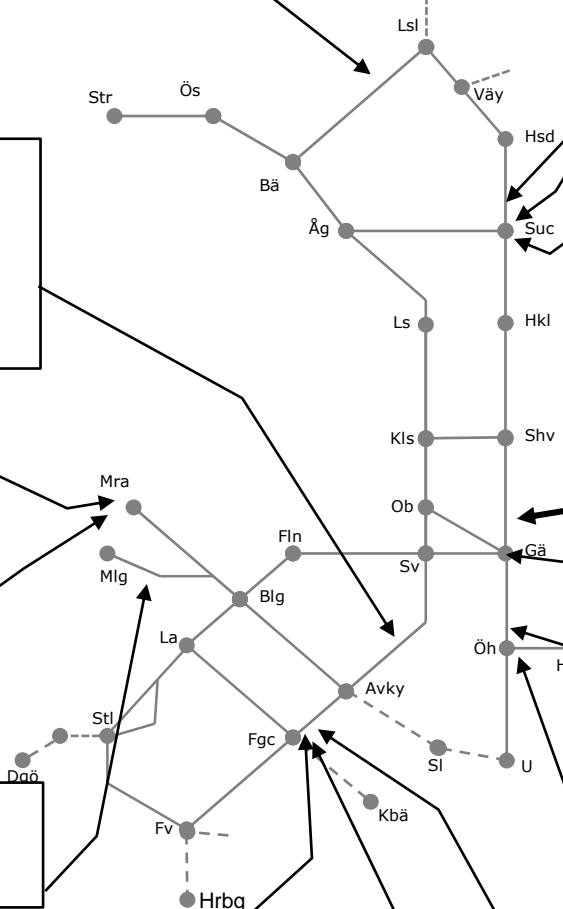 Lsl
Väy
Ös
Str
Hsd
Bä
Åg
Suc
Ls
Hkl
Kls
Shv
Mra
Ob
Fln
Gä
Sv
Mlg
Blg
La
Öh
H
Avky
Stl
Fgc
Sl
U
Dgö
Kbä
Fv
Hrbg